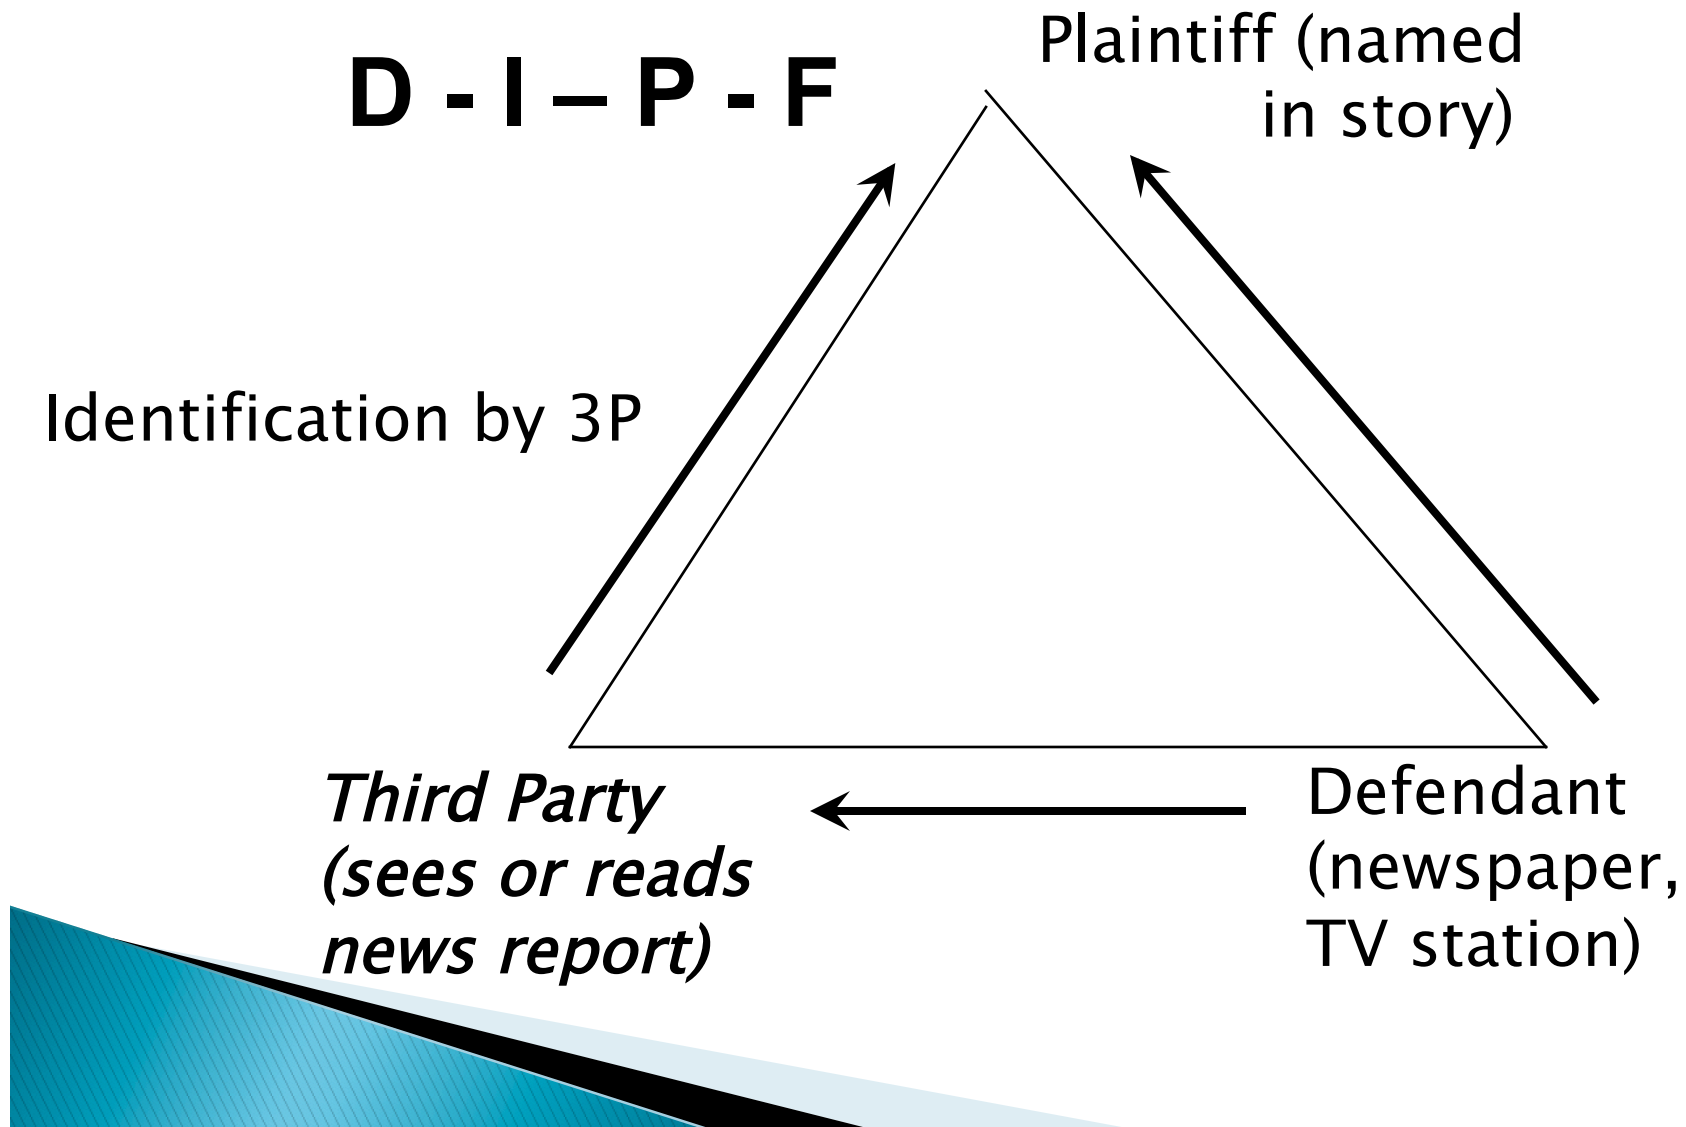 D - I – P - F
Plaintiff (named
in story)
Identification by 3P
Third Party
(sees or reads
news report)
Defendant
(newspaper,
TV station)